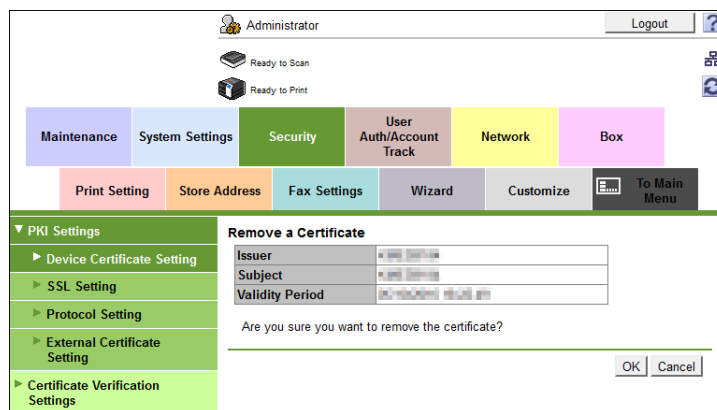 Administrator
Logout
?
Ready to Scan
Ready to Print
Maintenance
System Settings
Security
User Auth/Account Track
Network
Box
Print Setting
Store Address
Fax Settings
Wizard
Customize
To Main Menu
PKI Settings
Device Certificate Setting
SSL Setting
Protocol Setting
External Certificate Setting
Certificate Verification Settings
Remove a Certificate
Issuer
Subject
Validity Period
Are you sure you want to remove the certificate?
OK
Cancel